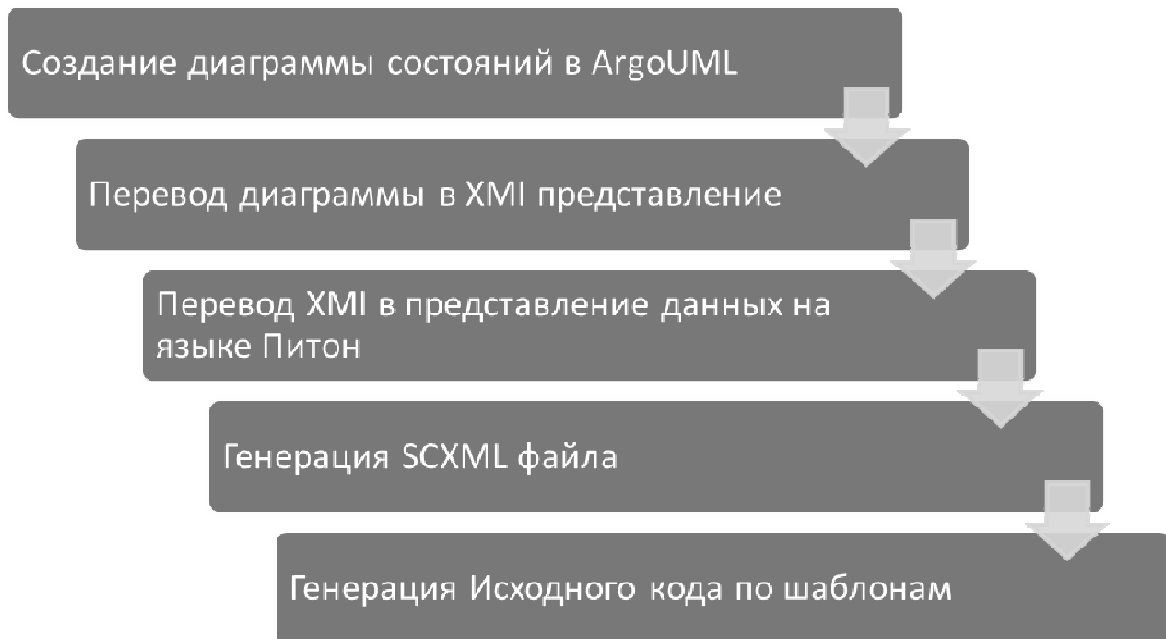 Создание диаграммы состояний в ArgoUML
Перевод диаграммы в XMI представление
Перевод XMI в представление данных на
языке Питон
Генерация SCXML файла
Генерация Исходного кода по шаблонам